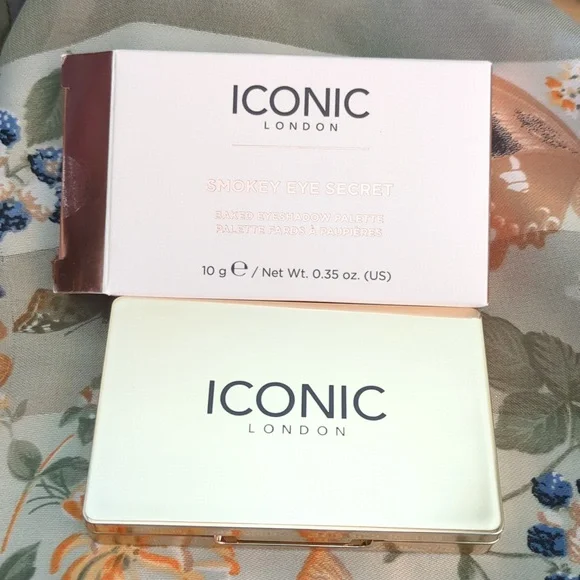 ICONIC
LONDON
SMOKEY EYE SECRET
BAKED EYESHADOW PALETTE
PALETTE FARDS À PAUPIÈRES
10 g ℮ / Net Wt. 0.35 oz. (US)
ICONIC
LONDON